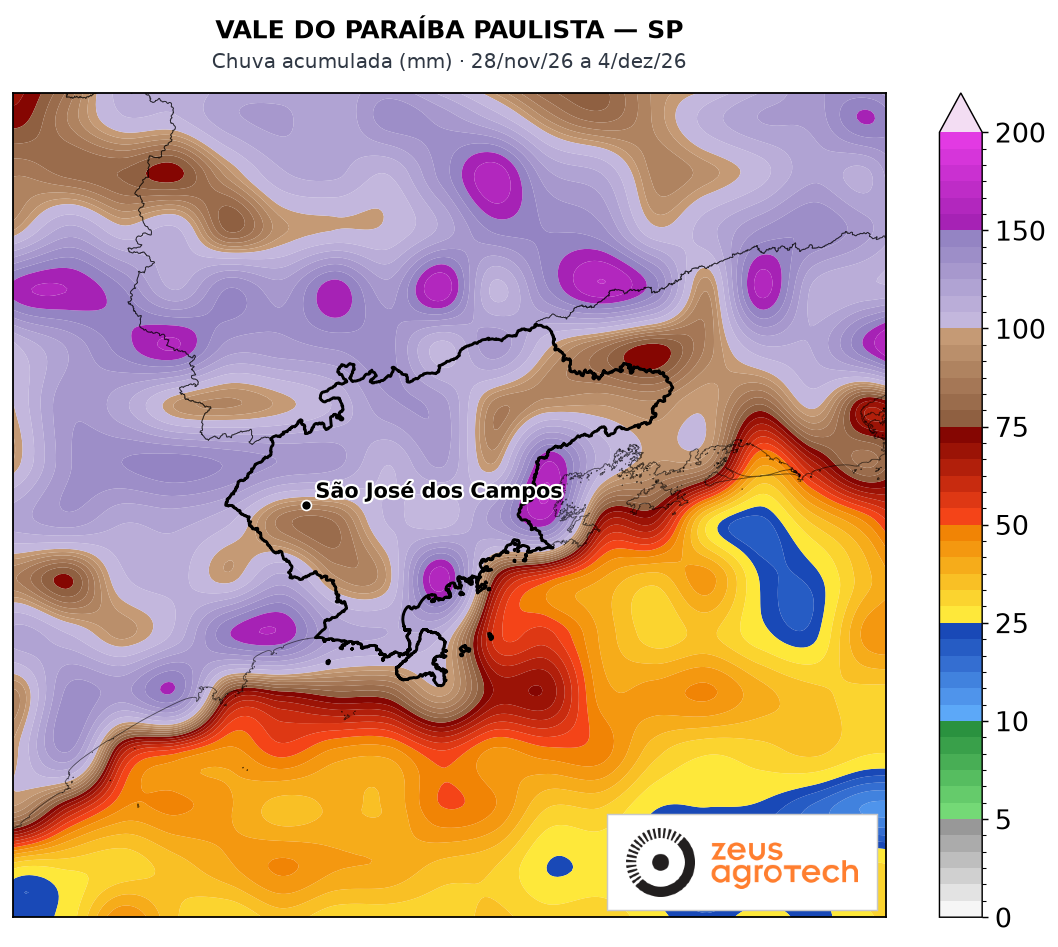 VALE DO PARAÍBA PAULISTA — SP
Chuva acumulada (mm) · 28/nov/26 a 4/dez/26
São José dos Campos
200
150
100
75
50
25
10
5
0
zeus
agrotech